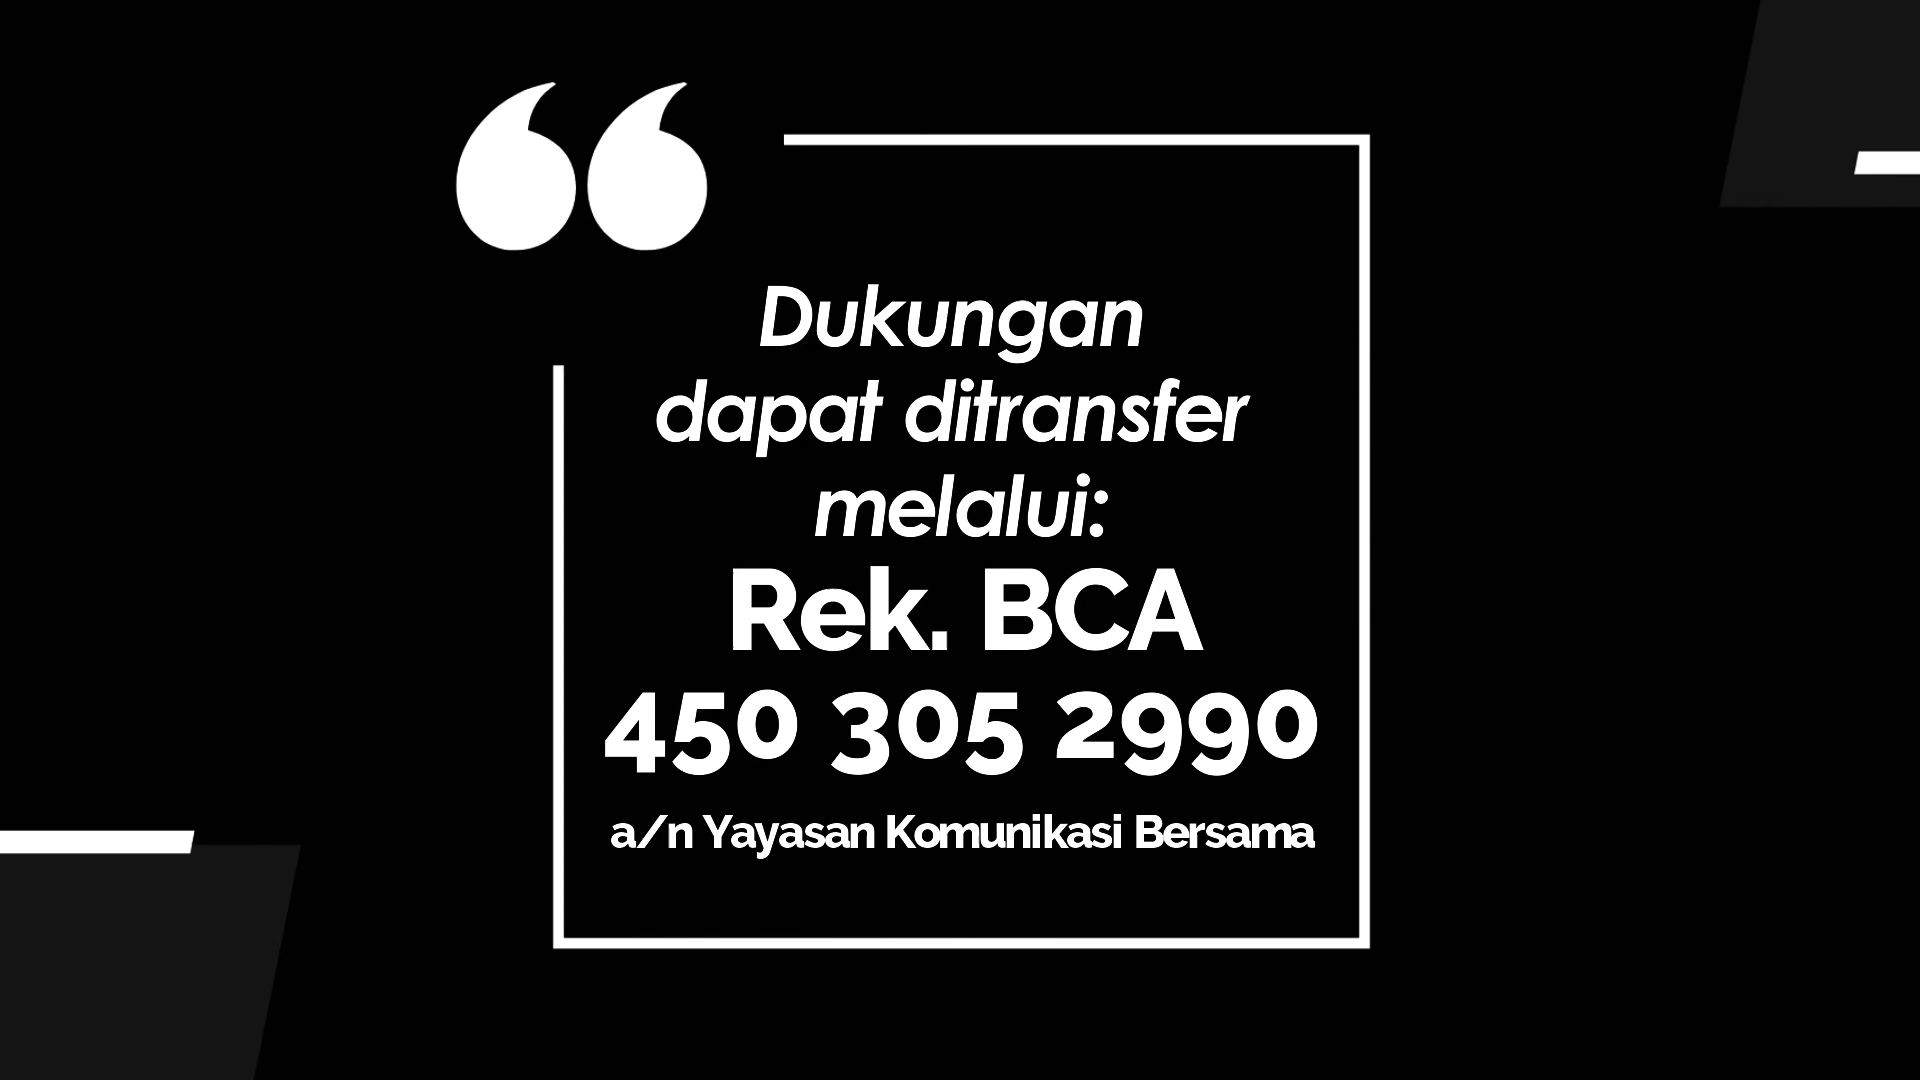 Dukungan
dapat ditransfer
melalui:
Rek. BCA
450 305 2990
a/n Yayasan Komunikasi Bersama